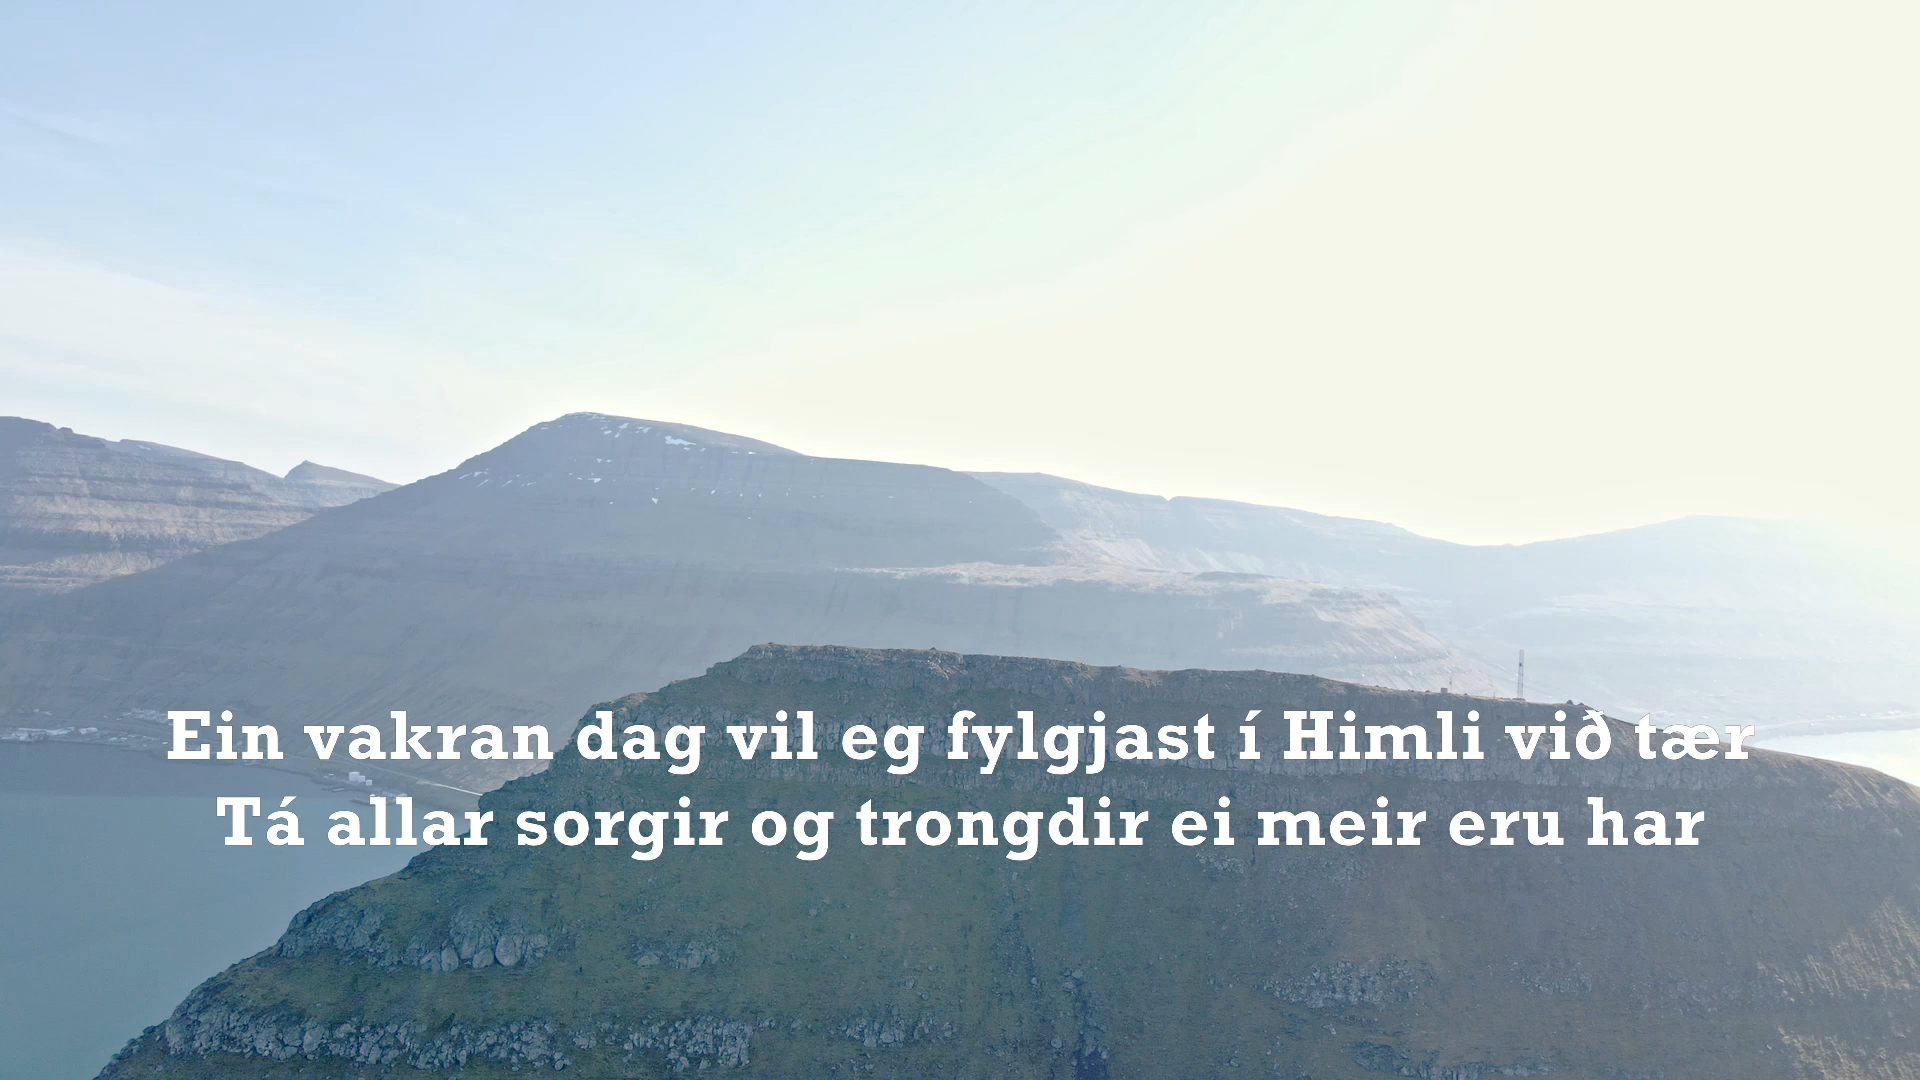 Ein vakran dag vil eg fylgjast í Himli við tær
Tá allar sorgir og trongdir ei meir eru har